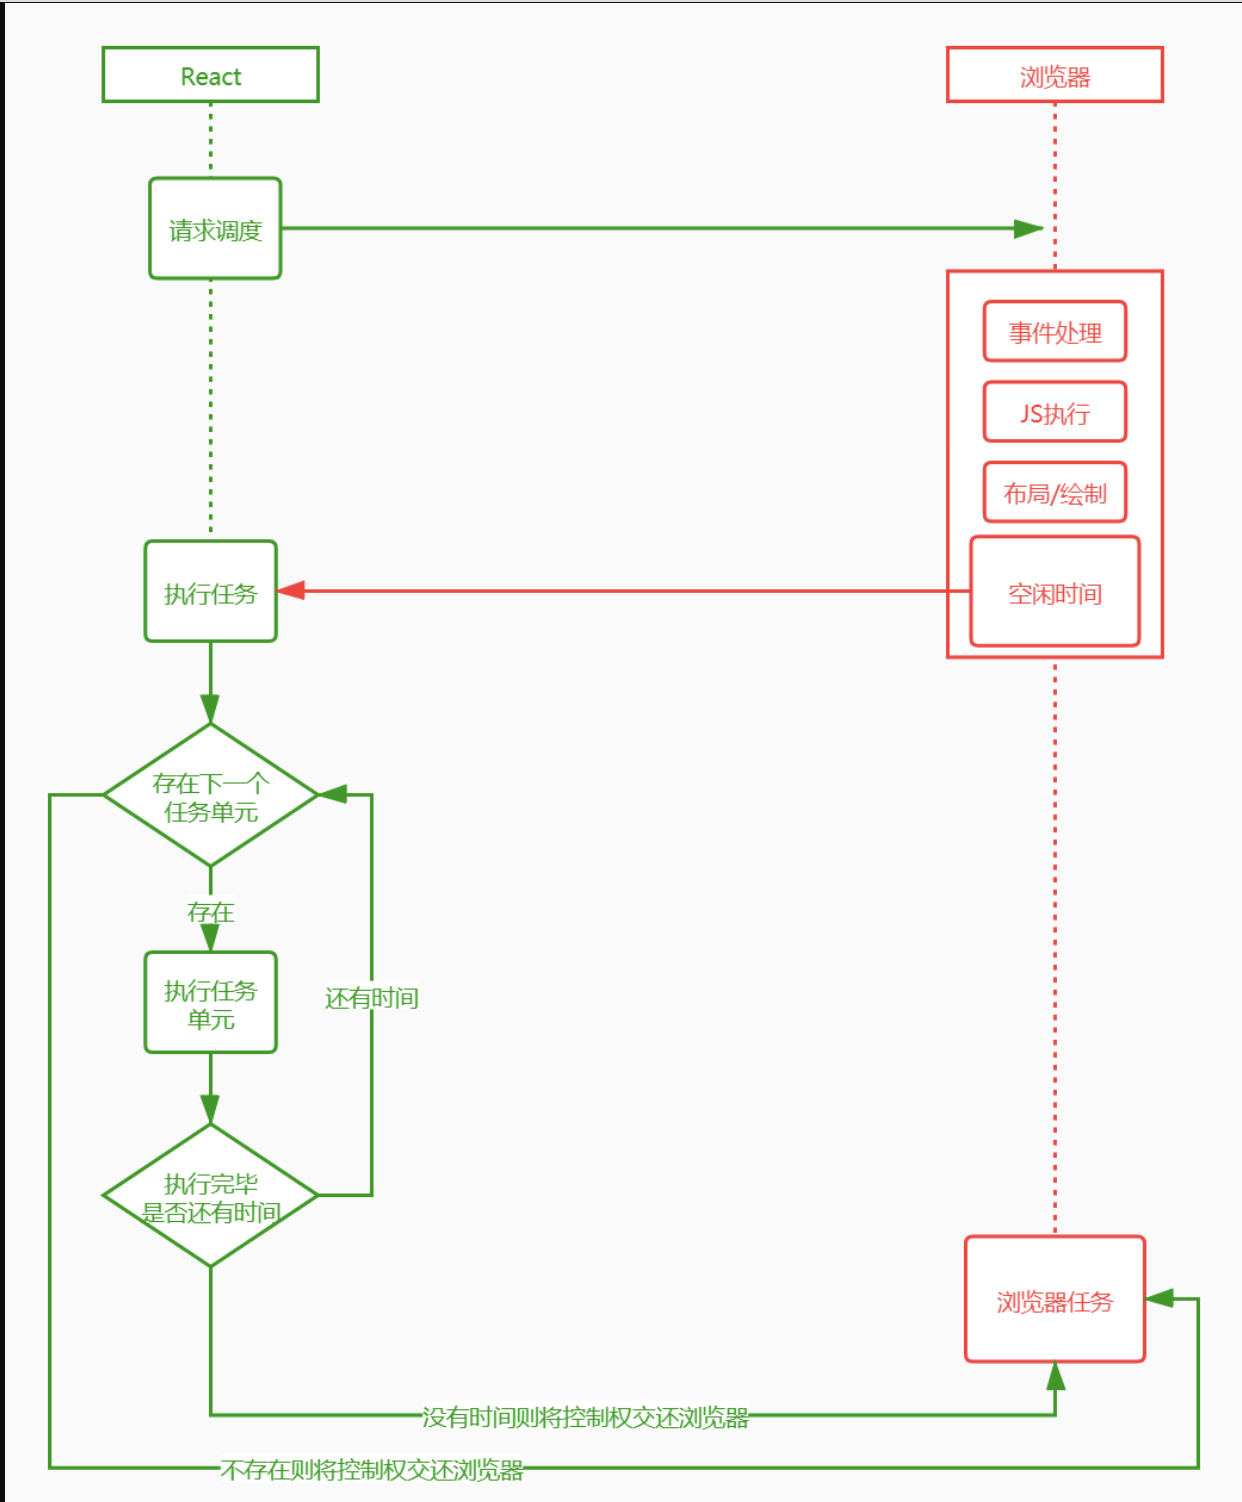 React
浏览器
请求调度
事件处理
JS执行
布局/绘制
执行任务
空闲时间
存在下一个
任务单元
存在
执行任务
单元
还有时间
执行完毕
是否还有时间
浏览器任务
没有时间则将控制权交还浏览器
不存在则将控制权交还浏览器